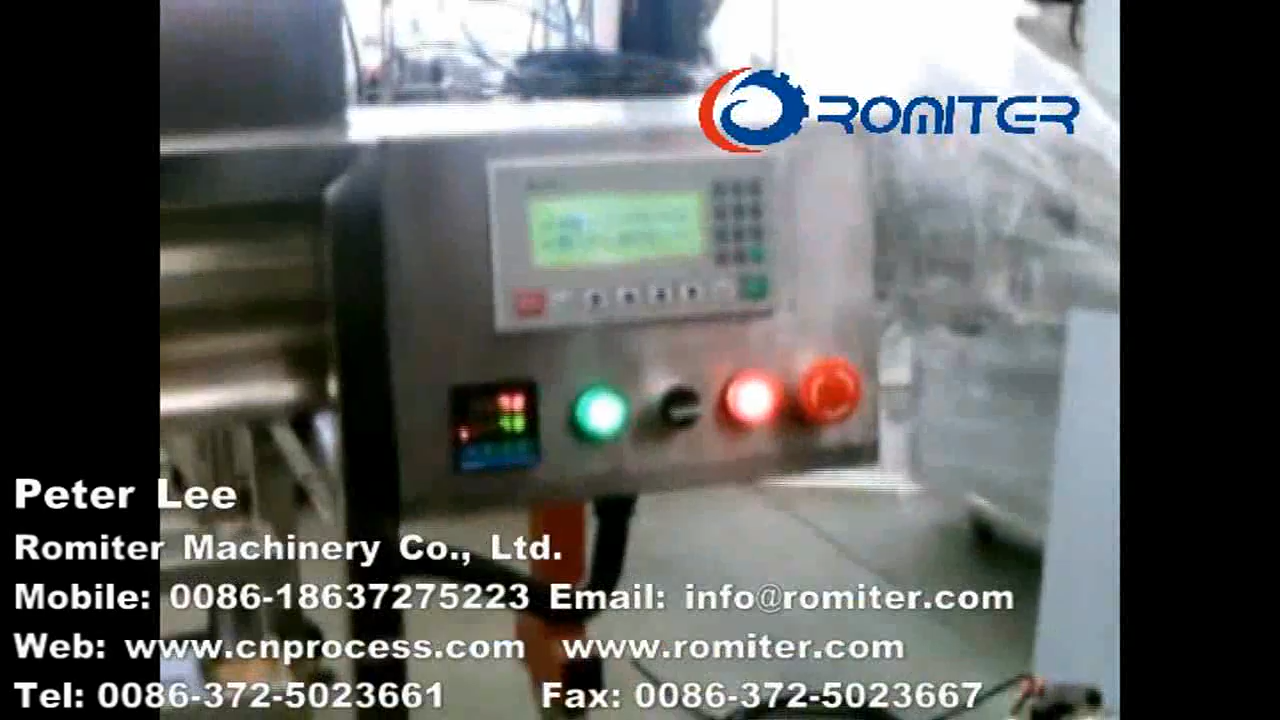 ROMITER
Peter Lee
Romiter Machinery Co., Ltd.
Mobile: 0086-18637275223 Email: info@romiter.com
Web: www.cnprocess.com www.romiter.com
Tel: 0086-372-5023661 Fax: 0086-372-5023667